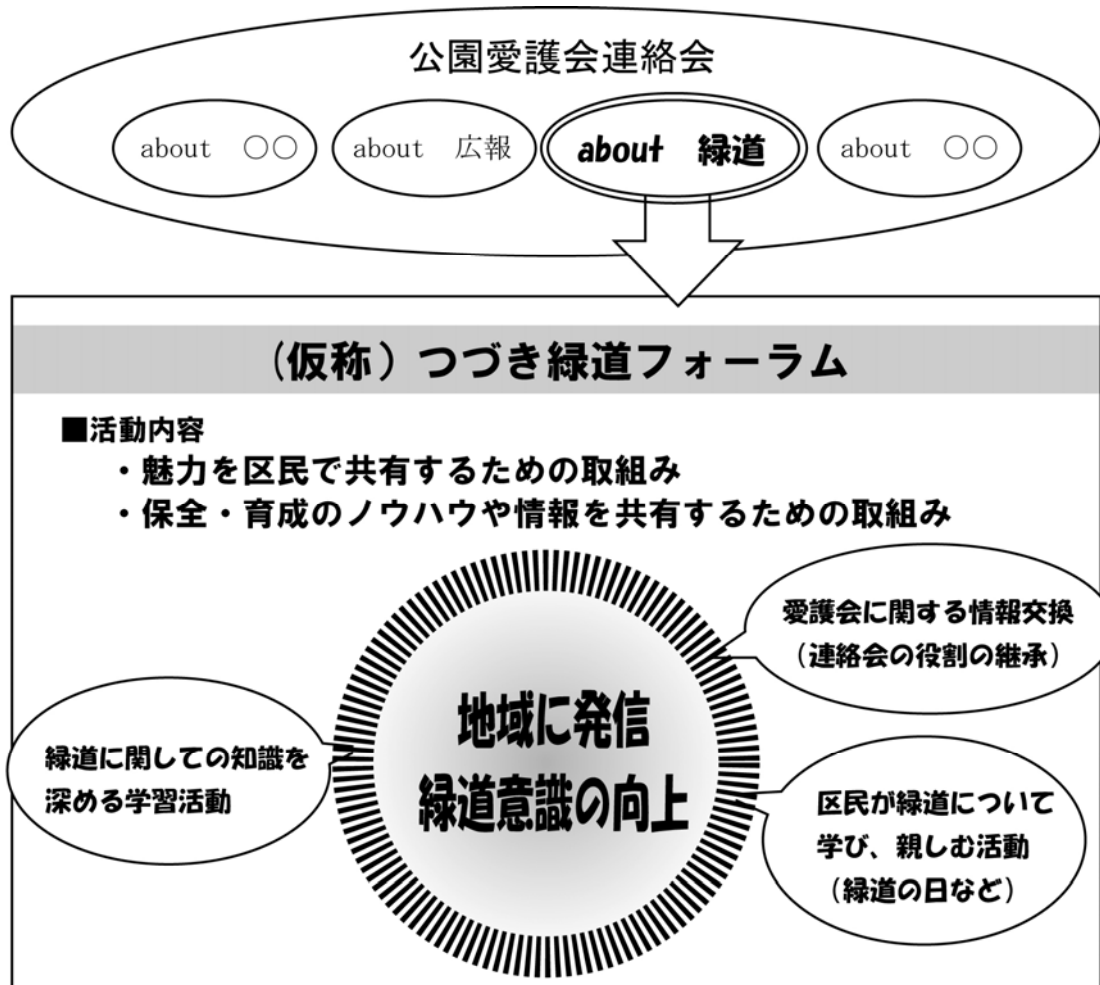 公園愛護会連絡会
about　○○
about　広報
about　緑道
about　○○
（仮称）つづき緑道フォーラム
■活動内容
・魅力を区民で共有するための取組み
・保全・育成のノウハウや情報を共有するための取組み
愛護会に関する情報交換
（連絡会の役割の継承）
地域に発信
緑道意識の向上
緑道に関しての知識を
深める学習活動
区民が緑道について
学び、親しむ活動
（緑道の日など）